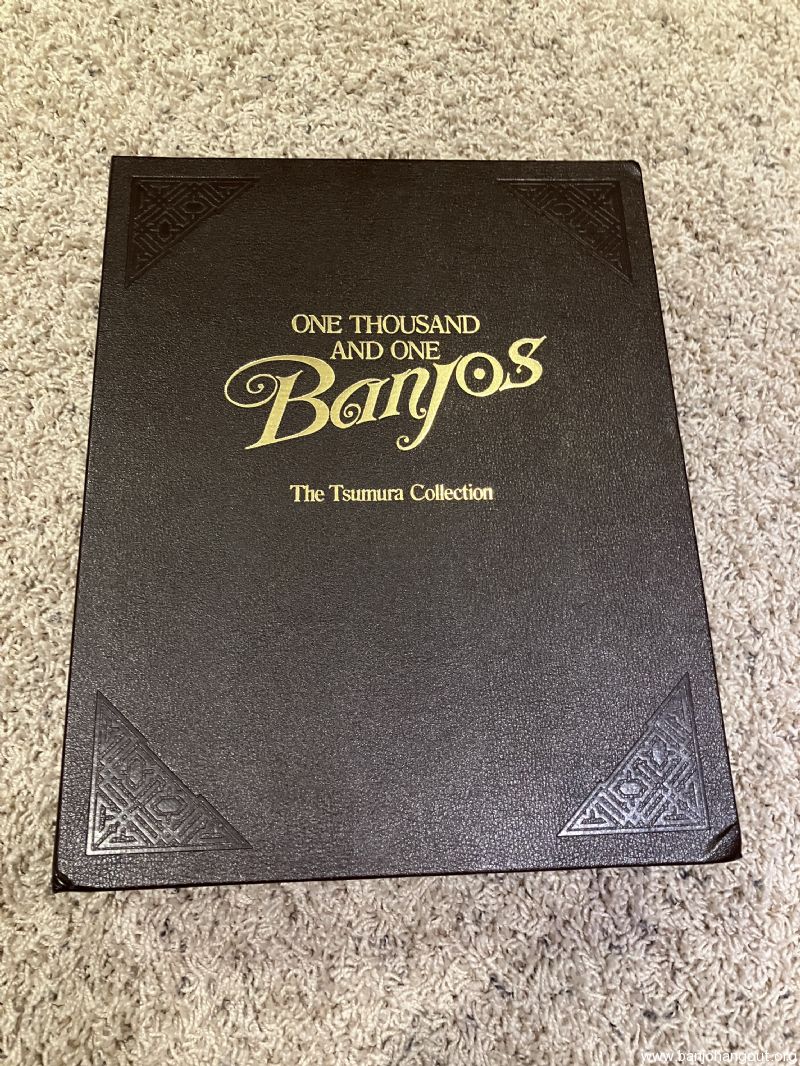 ONE THOUSAND
AND ONE
Banjos
The Tsumura Collection
www.banjohangout.org